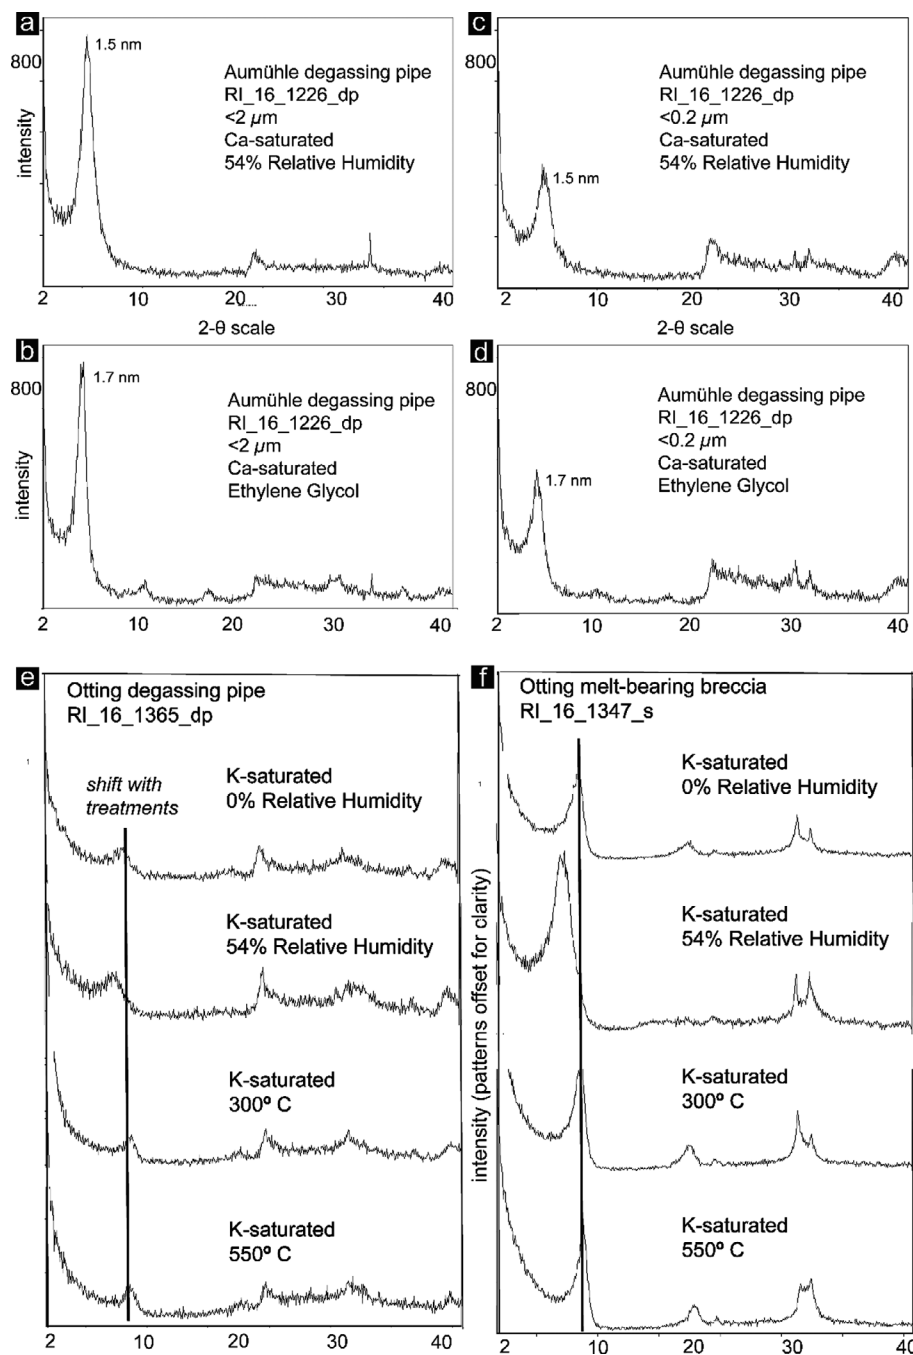 a
1.5 nm
800
Aumühle degassing pipe
RI_16_1226_dp
<2 µm
Ca-saturated
54% Relative Humidity
intensity
2 10 20 30 40
2-θ scale
c
800
1.5 nm
Aumühle degassing pipe
RI_16_1226_dp
<0.2 µm
Ca-saturated
54% Relative Humidity
2 10 20 30 40
2-θ scale
b
800
1.7 nm
Aumühle degassing pipe
RI_16_1226_dp
<2 µm
Ca-saturated
Ethylene Glycol
intensity
2 10 20 30 40
d
800
1.7 nm
Aumühle degassing pipe
RI_16_1226_dp
<0.2 µm
Ca-saturated
Ethylene Glycol
2 10 20 30 40
e
Otting degassing pipe
RI_16_1365_dp
1
shift with
treatments
K-saturated
0% Relative Humidity
K-saturated
54% Relative Humidity
K-saturated
300º C
K-saturated
550º C
2 10 20 30 40
f
Otting melt-bearing breccia
RI_16_1347_s
1
K-saturated
0% Relative Humidity
K-saturated
54% Relative Humidity
K-saturated
300º C
K-saturated
550º C
intensity (patterns offset for clarity)
2 10 20 30 40